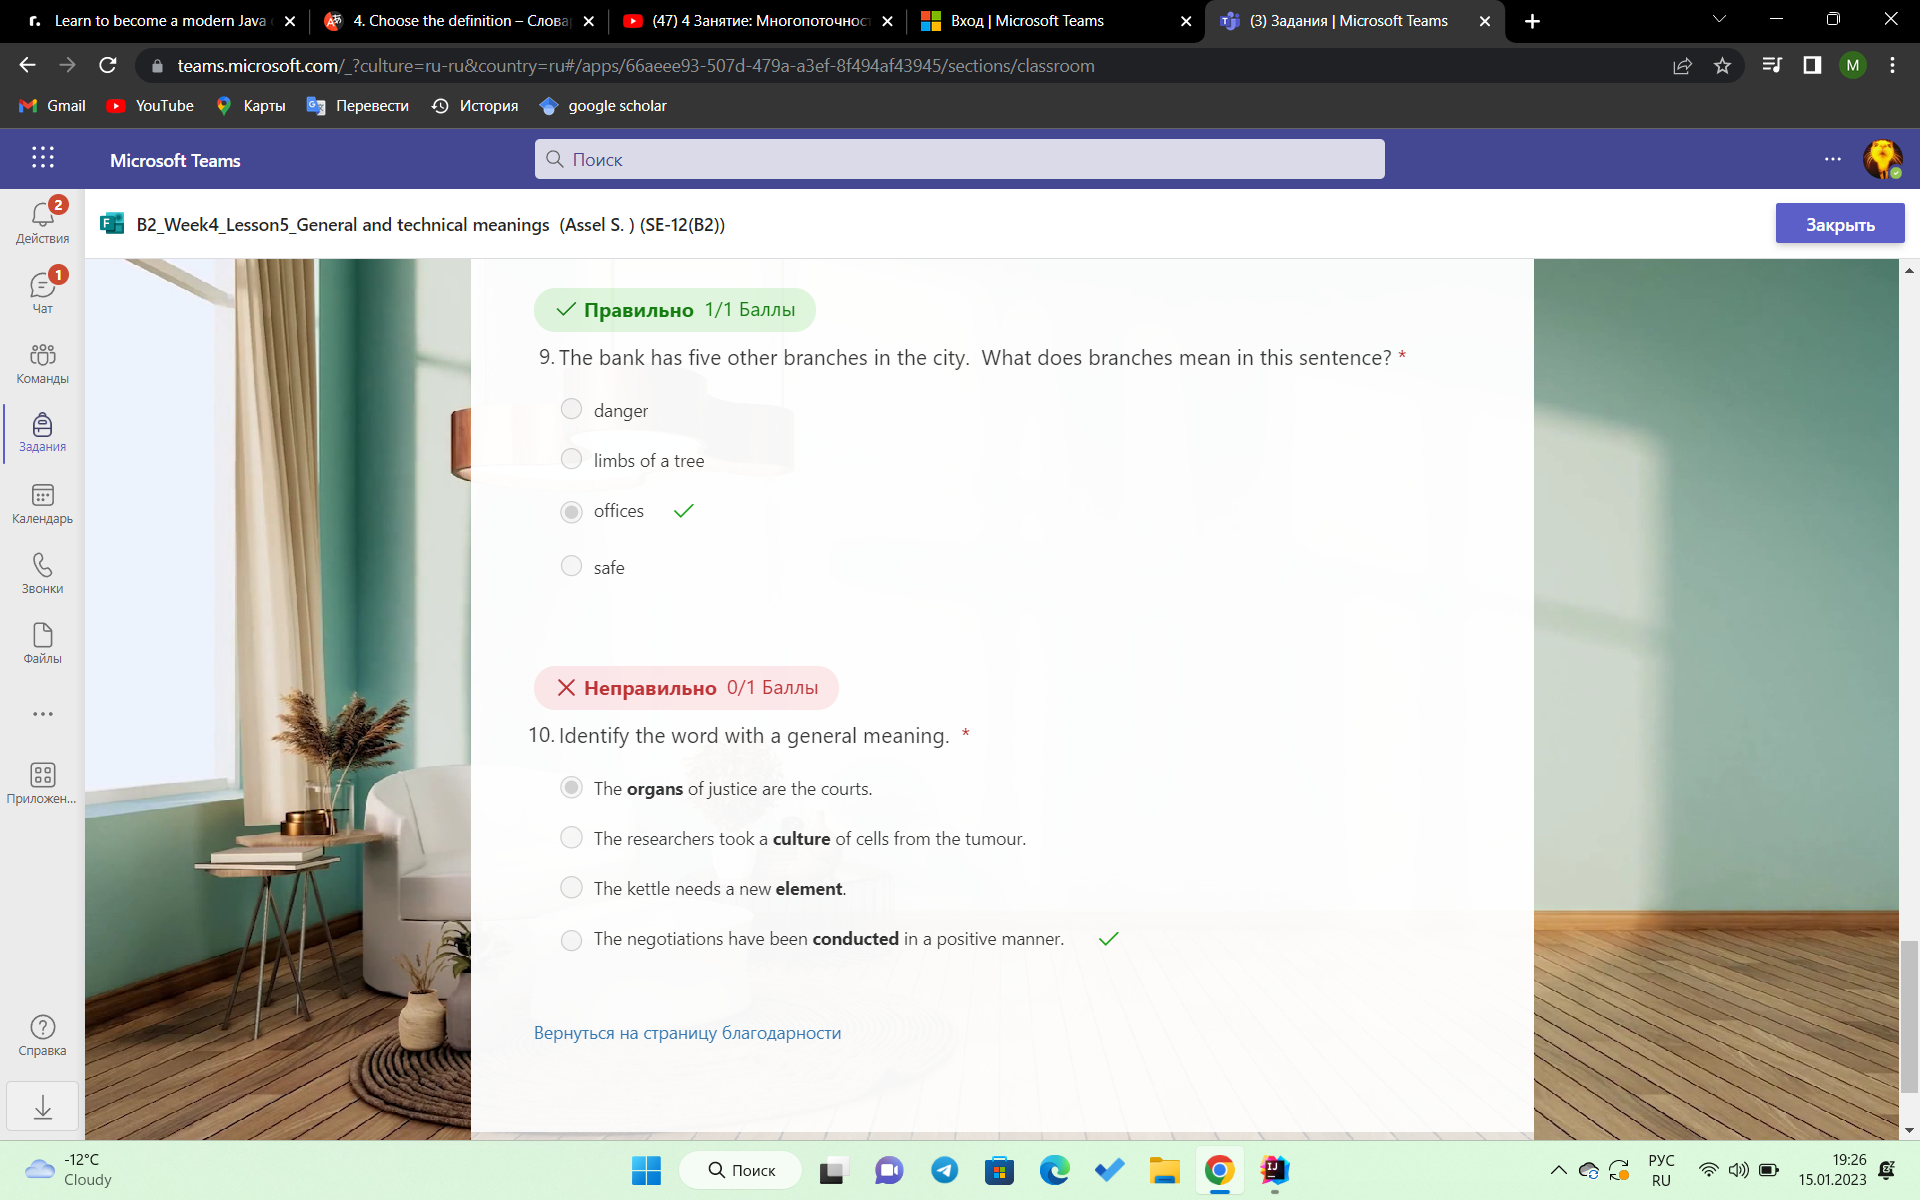 Learn to become a modern Java
4. Choose the definition – Слова
(47) 4 Занятие: Многопоточнос
Вход | Microsoft Teams
(3) Задания | Microsoft Teams
teams.microsoft.com/_?culture=ru-ru&country=ru#/apps/66aeee93-507d-479a-a3ef-8f494af43945/sections/classroom
M
Gmail
YouTube
Карты
Перевести
История
google scholar
Microsoft Teams
Поиск
2
Действия
B2_Week4_Lesson5_General and technical meanings (Assel S. ) (SE-12(B2))
Закрыть
1
Чат
Команды
Задания
Календарь
Звонки
Файлы
Приложен...
Справка
Правильно 1/1 Баллы
9. The bank has five other branches in the city. What does branches mean in this sentence? *
danger
limbs of a tree
offices
safe
Неправильно 0/1 Баллы
10. Identify the word with a general meaning. *
The organs of justice are the courts.
The researchers took a culture of cells from the tumour.
The kettle needs a new element.
The negotiations have been conducted in a positive manner.
Вернуться на страницу благодарности
-12°C
Cloudy
Поиск
РУС
RU
19:26
15.01.2023